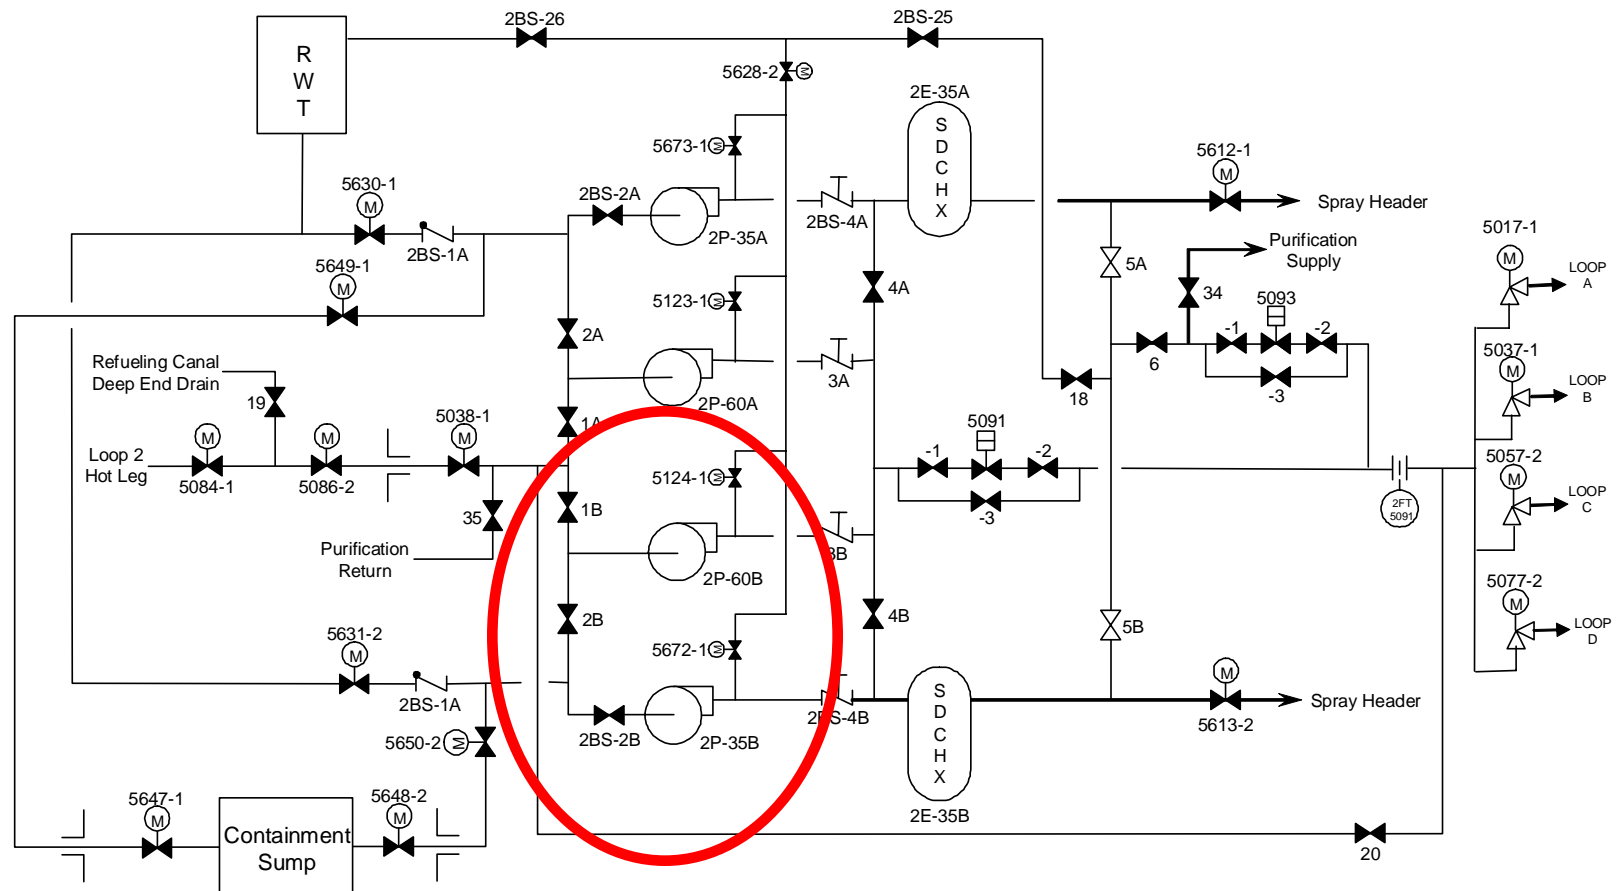 2BS-26
2BS-25
R
W
T
5628-2
M
2E-35A
S
D
C
H
X
5673-1
M
5612-1
M
5630-1
M
2BS-2A
2BS-4A
Spray Header
2P-35A
2BS-1A
5017-1
M
LOOP
A
Purification
Supply
5A
5649-1
M
4A
34
5093
5123-1
M
2A
-1
-2
Refueling Canal
Deep End Drain
3A
6
5037-1
M
LOOP
B
-3
18
19
2P-60A
1A
5038-1
M
5091
M
M
Loop 2
Hot Leg
5084-1
5086-2
-1
-2
5124-1
M
5057-2
M
LOOP
C
35
1B
-3
2FT
5091
Purification
Return
3B
2P-60B
5077-2
M
LOOP
D
2B
4B
5B
5631-2
M
5672-1
M
M
2BS-1A
S
D
C
H
X
Spray Header
2BS-4B
5613-2
5650-2
M
2BS-2B
2P-35B
5647-1
M
5648-2
M
2E-35B
Containment
Sump
20